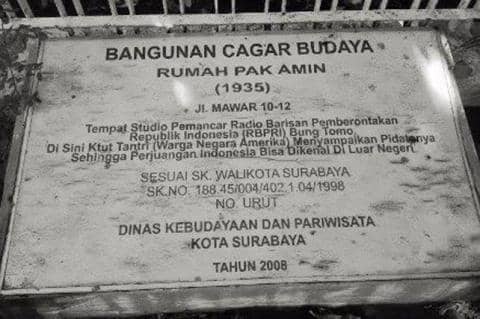 BANGUNAN CAGAR BUDAYA
RUMAH PAK AMIN
(1935)
Jl. MAWAR 10-12
Tempat Studio Pemancar Radio Barisan Pemberontakan
Republik Indonesia (RBPRI) Bung Tomo,
Di Sini Ktut Tantri (Warga Negara Amerika) Menyampaikan Pidatonya
Sehingga Perjuangan Indonesia Bisa Dikenal Di Luar Negeri
SESUAI SK. WALIKOTA SURABAYA
SK.NO. 188.45/004/402.1.04/1998
NO. URUT
DINAS KEBUDAYAAN DAN PARIWISATA
KOTA SURABAYA
TAHUN 2008